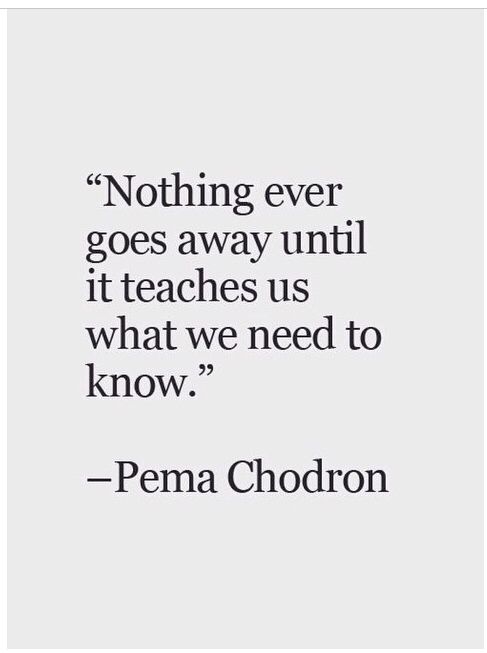 “Nothing ever
goes away until
it teaches us
what we need to
know.”
–Pema Chodron